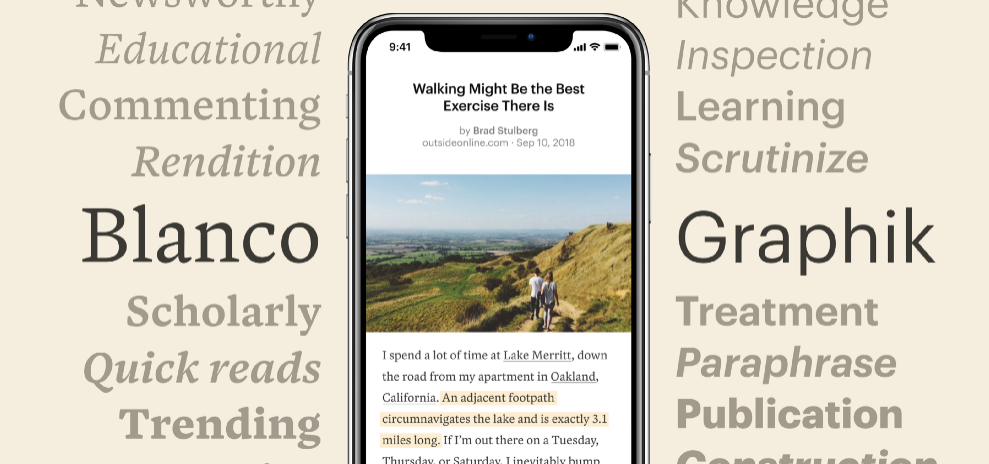 Newsworthy
Educational
Commenting
Rendition
Blanco
Scholarly
Quick reads
Trending
9:41
Walking Might Be the Best
Exercise There Is
by Brad Stulberg
outsideonline.com · Sep 10, 2018
I spend a lot of time at Lake Merritt, down
the road from my apartment in Oakland,
California. An adjacent footpath
circumnavigates the lake and is exactly 3.1
miles long. If I’m out there on a Tuesday,
Thursday, or Saturday, I inevitably bump
Knowledge
Inspection
Learning
Scrutinize
Graphik
Treatment
Paraphrase
Publication
Construction